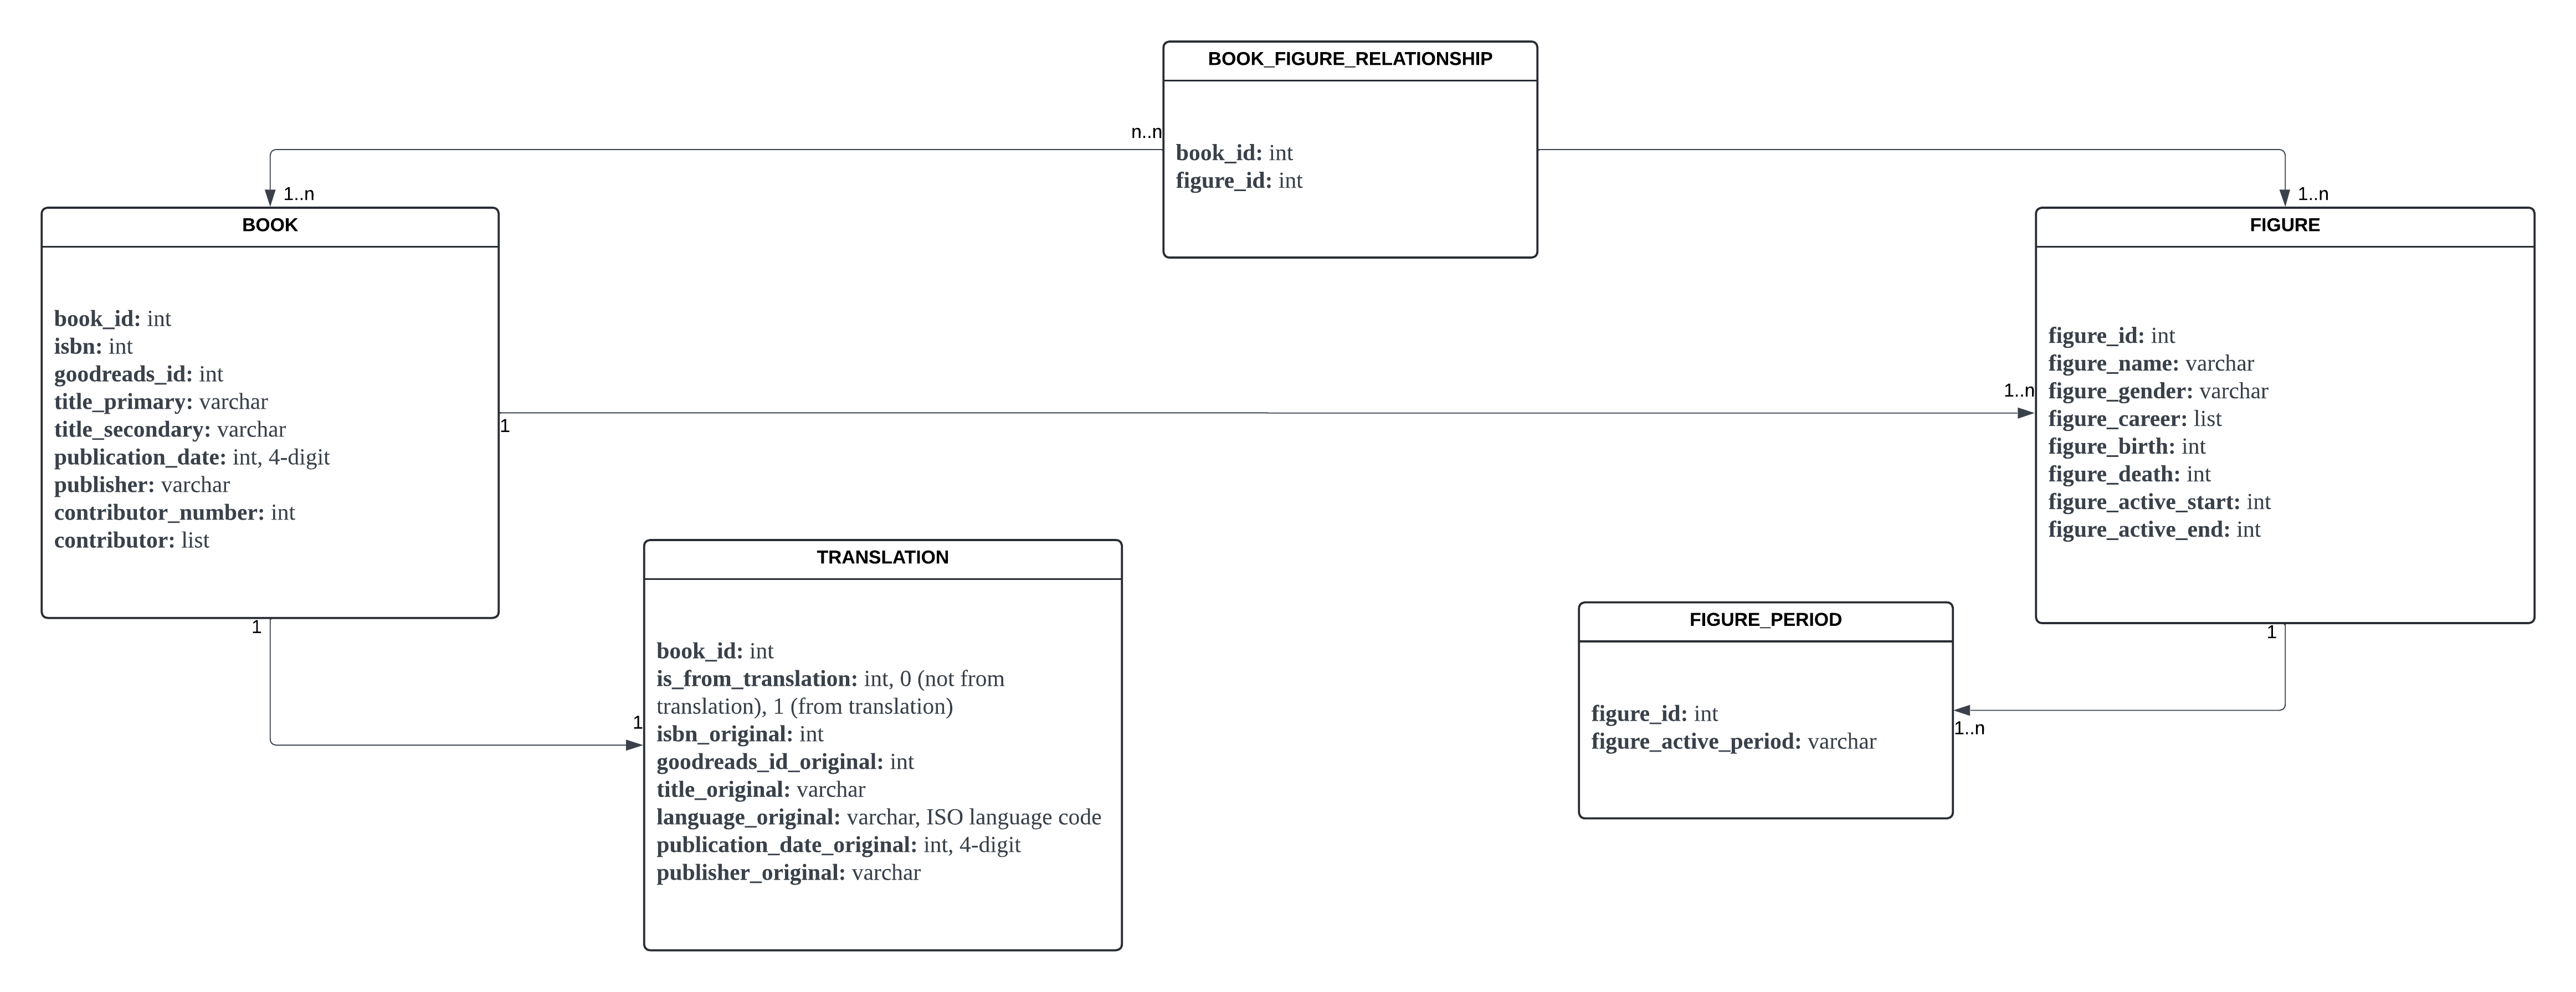 BOOK_FIGURE_RELATIONSHIP
n..n
book_id: int
figure_id: int
1..n
1..n
BOOK
book_id: int
isbn: int
goodreads_id: int
title_primary: varchar
title_secondary: varchar
publication_date: int, 4-digit
publisher: varchar
contributor_number: int
contributor: list
1
1..n
FIGURE
figure_id: int
figure_name: varchar
figure_gender: varchar
figure_career: list
figure_birth: int
figure_death: int
figure_active_start: int
figure_active_end: int
1
1
TRANSLATION
book_id: int
is_from_translation: int, 0 (not from
translation), 1 (from translation)
isbn_original: int
goodreads_id_original: int
title_original: varchar
language_original: varchar, ISO language code
publication_date_original: int, 4-digit
publisher_original: varchar
1
1..n
FIGURE_PERIOD
figure_id: int
figure_active_period: varchar